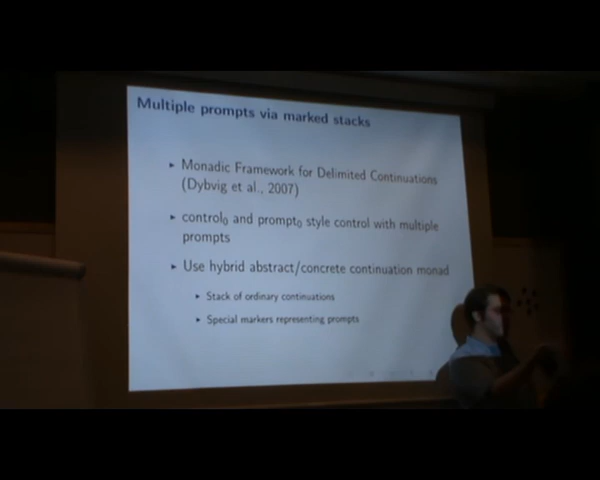 Multiple prompts via marked stacks
▸ Monadic Framework for Delimited Continuations
(Dybvig et al., 2007)
▸ control₀ and prompt₀ style control with multiple
prompts
▸ Use hybrid abstract/concrete continuation monad
▸ Stack of ordinary continuations
▸ Special markers representing prompts